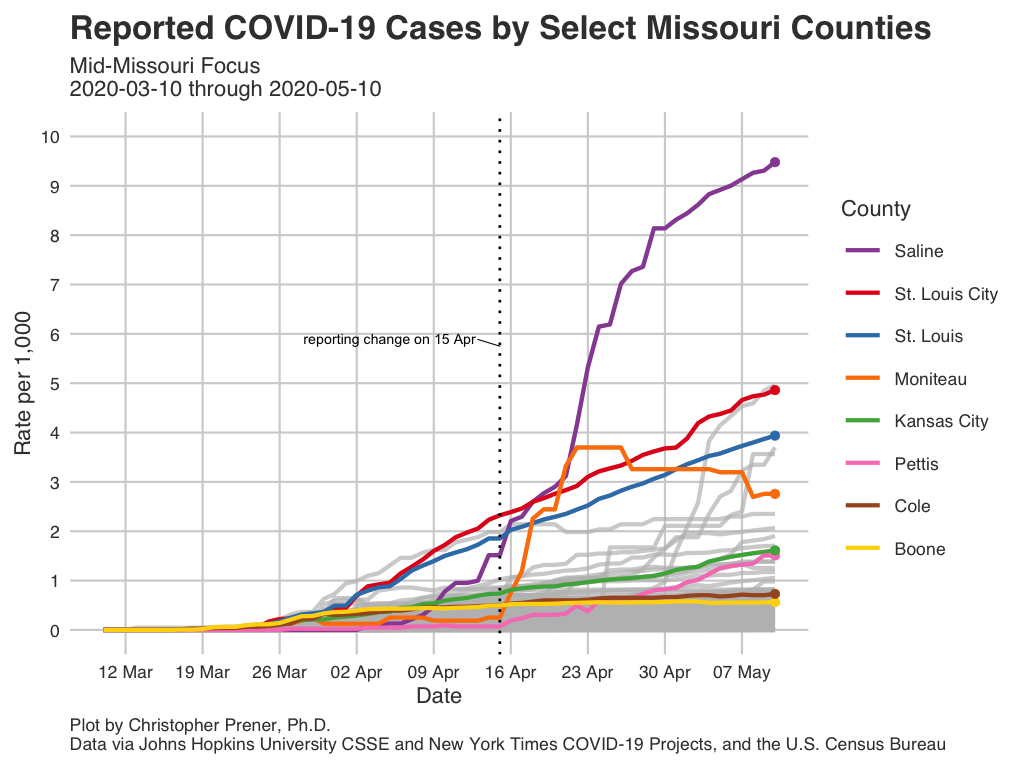 Reported COVID-19 Cases by Select Missouri Counties
Mid-Missouri Focus
2020-03-10 through 2020-05-10
10
9
8
7
6
5
4
3
2
1
0
Rate per 1,000
reporting change on 15 Apr
12 Mar
19 Mar
26 Mar
02 Apr
09 Apr
16 Apr
23 Apr
30 Apr
07 May
Date
County
Saline
St. Louis City
St. Louis
Moniteau
Kansas City
Pettis
Cole
Boone
Plot by Christopher Prener, Ph.D.
Data via Johns Hopkins University CSSE and New York Times COVID-19 Projects, and the U.S. Census Bureau